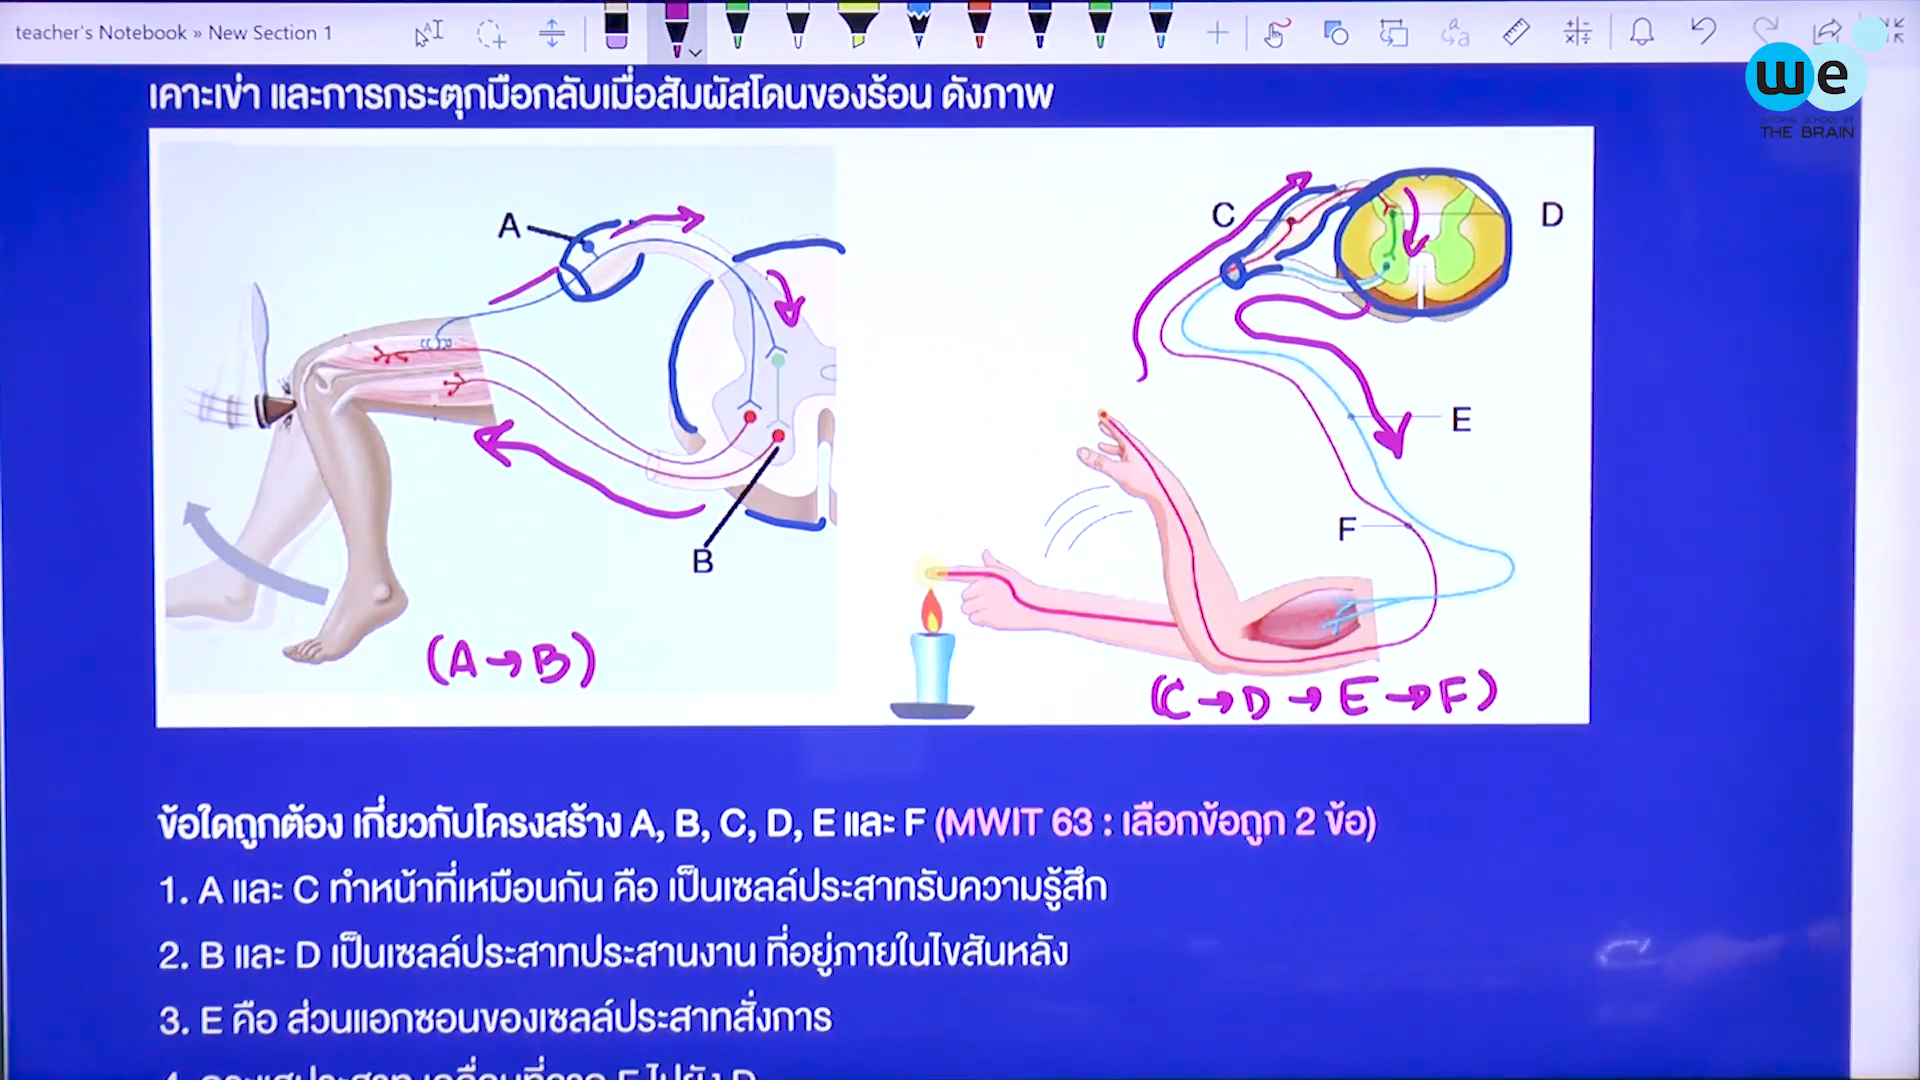 teacher's Notebook » New Section 1
we
TUTORIAL SCHOOL BY
THE BRAIN
เคาะเข่า และการกระตุกมือกลับเมื่อสัมผัสโดนของร้อน ดังภาพ
A
B
(A→B)
C
D
E
F
(C→D→E→F)
ข้อใดถูกต้อง เกี่ยวกับโครงสร้าง A, B, C, D, E และ F (MWIT 63 : เลือกข้อถูก 2 ข้อ)
1. A และ C ทำหน้าที่เหมือนกัน คือ เป็นเซลล์ประสาทรับความรู้สึก
2. B และ D เป็นเซลล์ประสาทประสานงาน ที่อยู่ภายในไขสันหลัง
3. E คือ ส่วนแอกซอนของเซลล์ประสาทสั่งการ